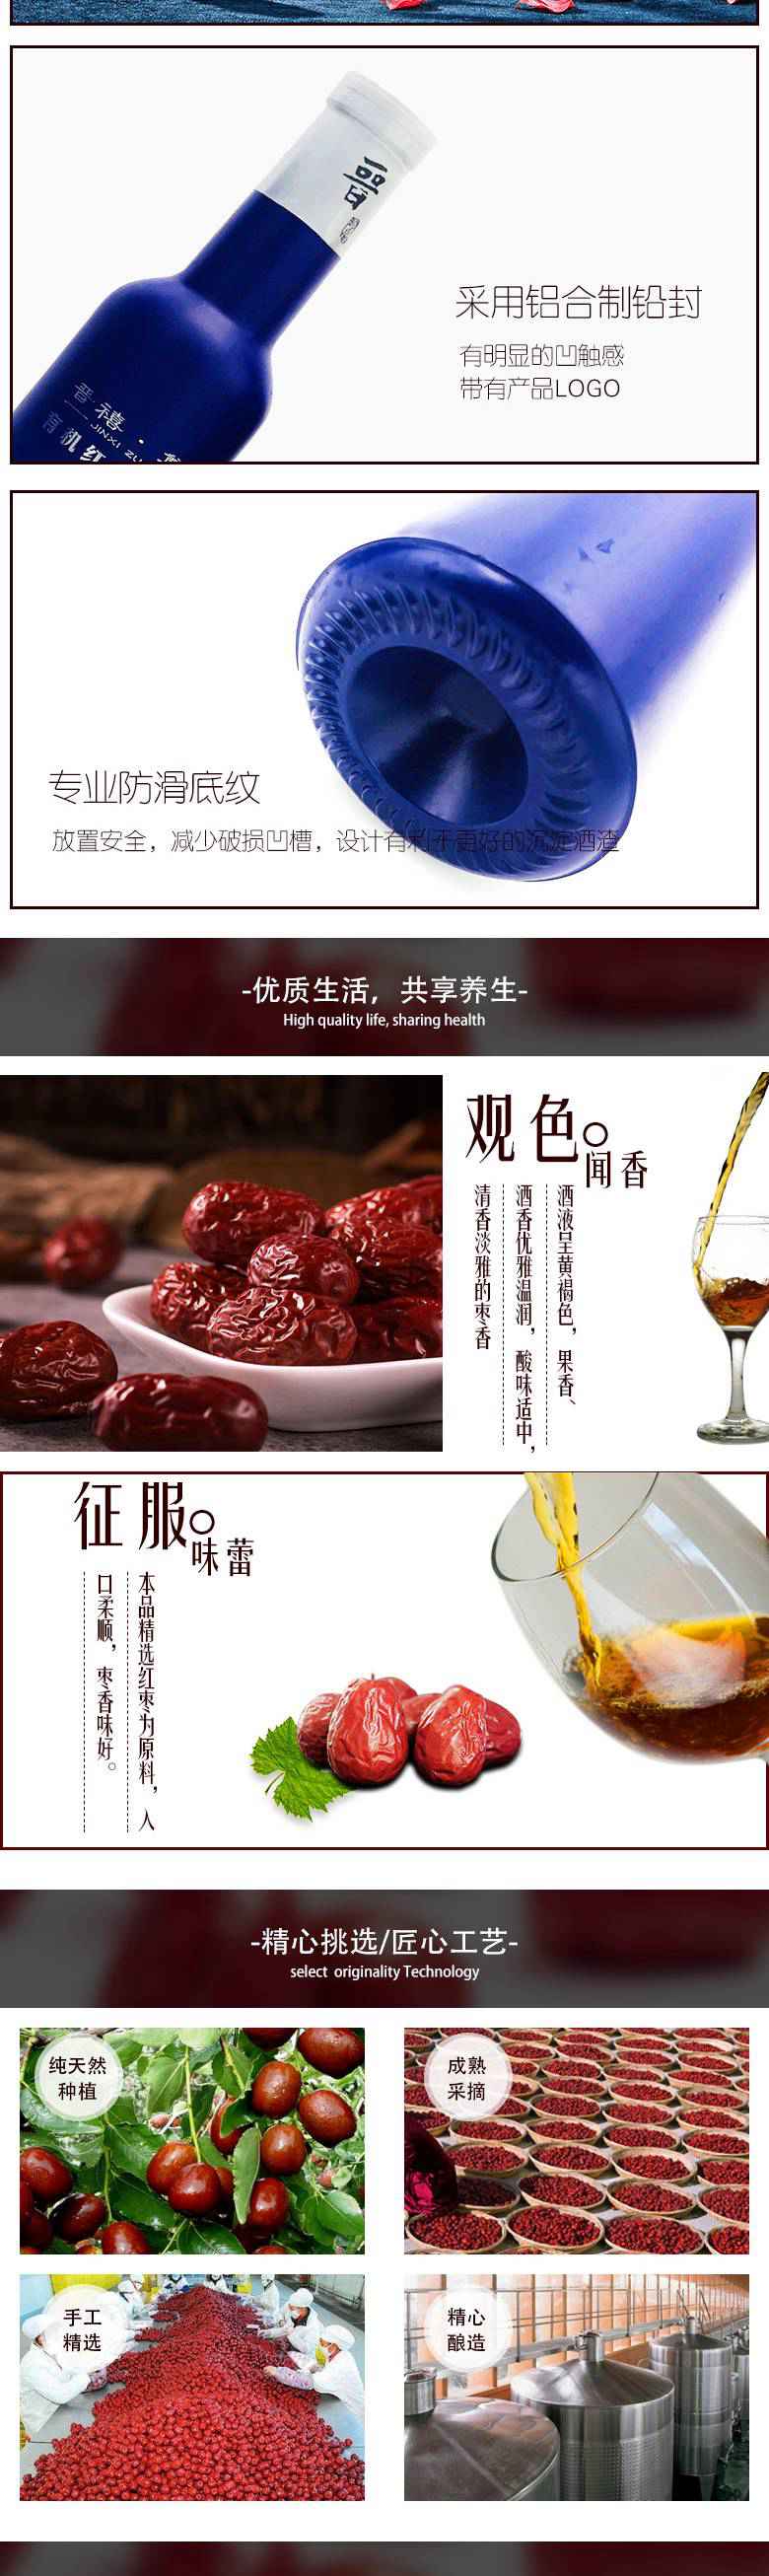 晋
采用铝合制铅封
有明显的凹触感
带有产品LOGO
晋·禧·
JINXI ZU
有机红
专业防滑底纹
放置安全，减少破损凹槽，设计有利于更好的沉淀酒渣
-优质生活，共享养生-
High quality life, sharing health
观色
闻香
酒液呈黄褐色，果香、
酒香优雅温润，酸味适中，
清香淡雅的枣香
征服
味蕾
本品精选红枣为原料，入
口柔顺，枣香味好。
-精心挑选/匠心工艺-
select originality Technology
纯天然
种植
成熟
采摘
手工
精选
精心
酿造